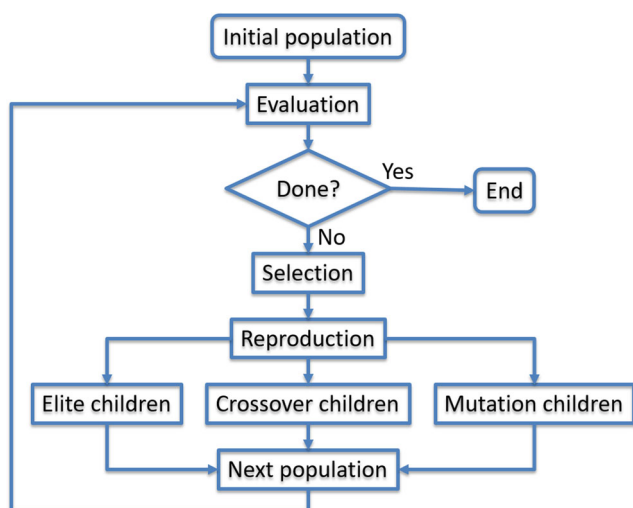 Initial population
Evaluation
Done?
Yes
End
No
Selection
Reproduction
Elite children
Crossover children
Mutation children
Next population